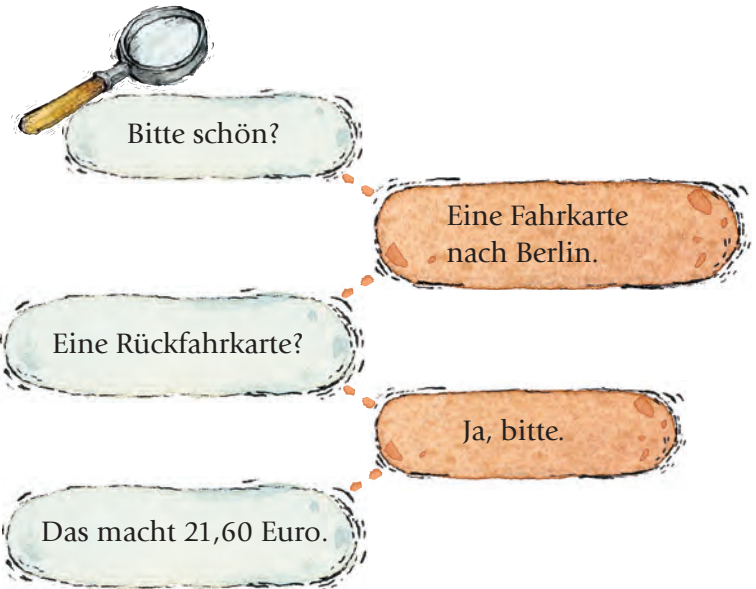 Bitte schön?
Eine Fahrkarte
nach Berlin.
Eine Rückfahrkarte?
Ja, bitte.
Das macht 21,60 Euro.